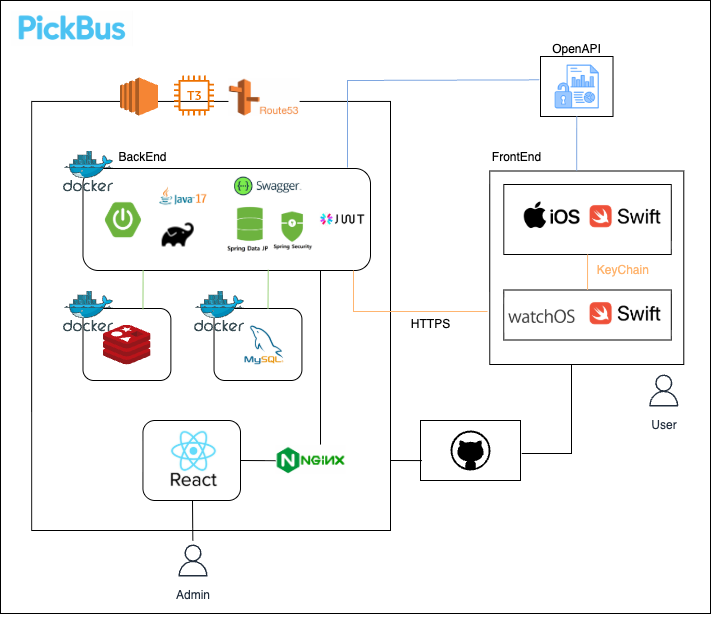 PickBus
OpenAPI
T3
Route53
BackEnd
FrontEnd
docker
Java 17
Swagger
iOS
Swift
JWT
Spring Data JP
Spring Security
KeyChain
docker
docker
HTTPS
watchOS
Swift
MySQL
User
React
NGINX
Admin